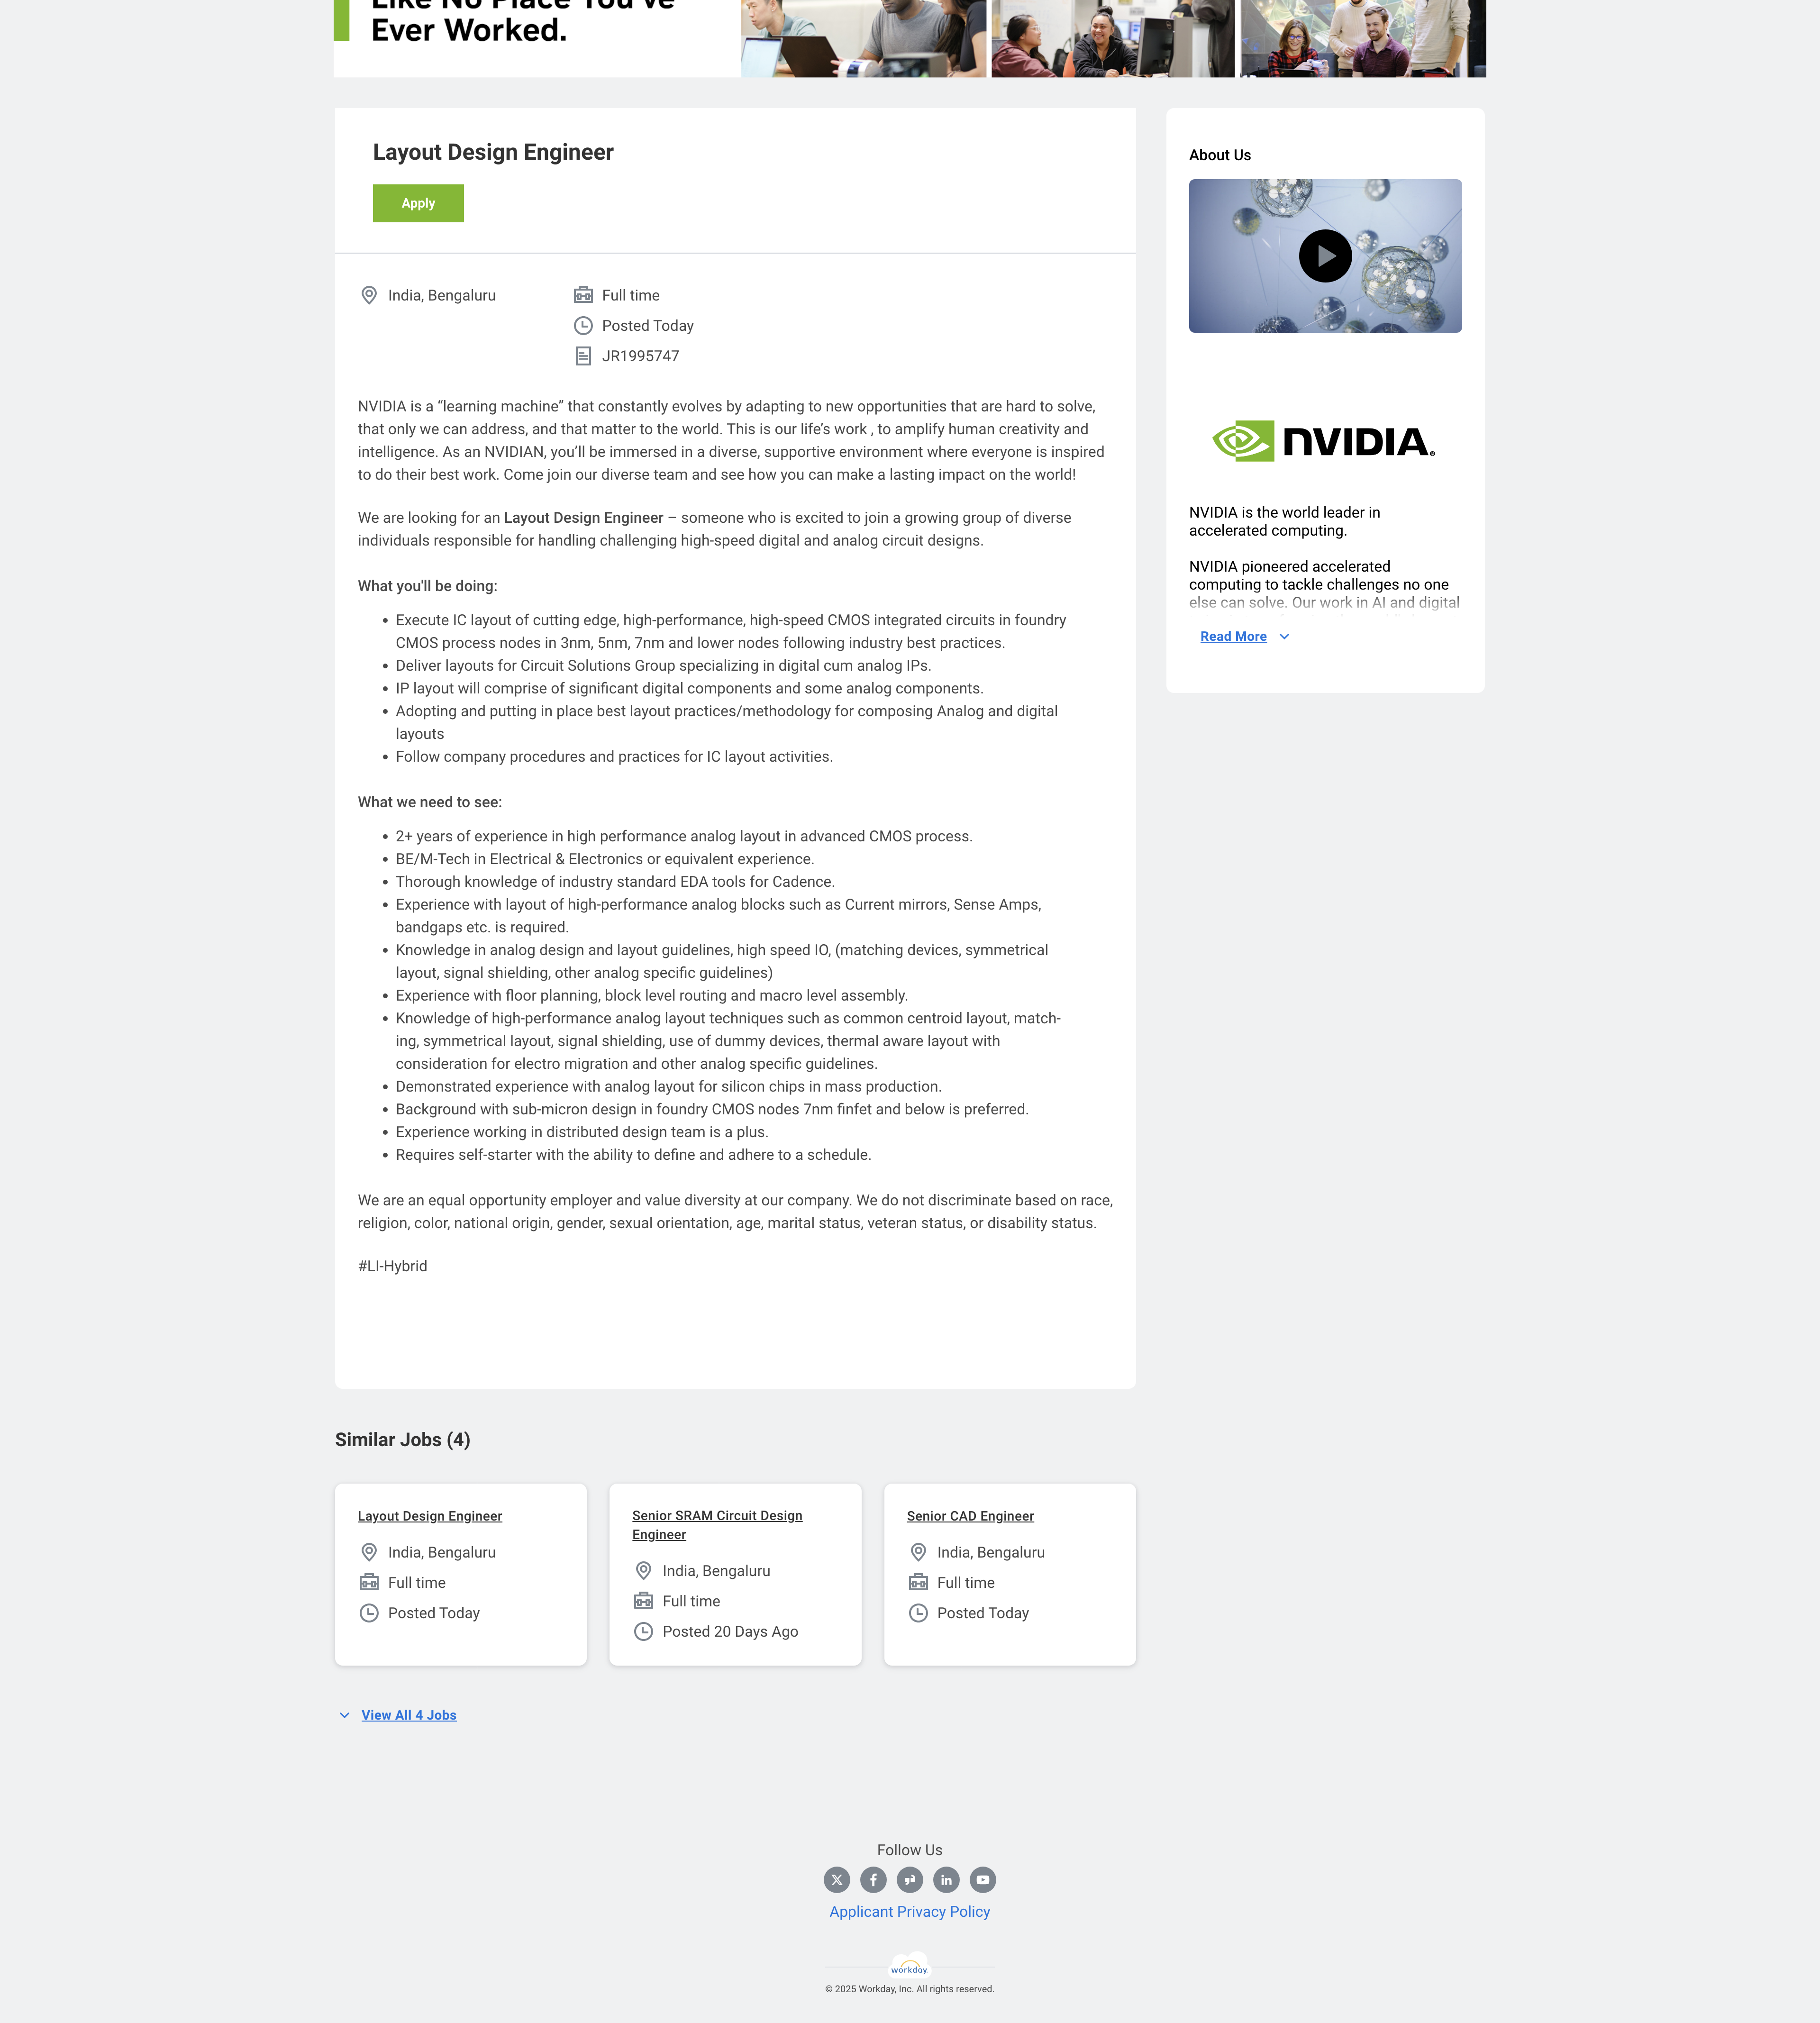 Like No Place You've
Ever Worked.
Layout Design Engineer
Apply
India, Bengaluru
Full time
Posted Today
JR1995747
NVIDIA is a “learning machine” that constantly evolves by adapting to new opportunities that are hard to solve,
that only we can address, and that matter to the world. This is our life’s work , to amplify human creativity and
intelligence. As an NVIDIAN, you’ll be immersed in a diverse, supportive environment where everyone is inspired
to do their best work. Come join our diverse team and see how you can make a lasting impact on the world!
We are looking for an Layout Design Engineer – someone who is excited to join a growing group of diverse
individuals responsible for handling challenging high-speed digital and analog circuit designs.
What you'll be doing:
• Execute IC layout of cutting edge, high-performance, high-speed CMOS integrated circuits in foundry
CMOS process nodes in 3nm, 5nm, 7nm and lower nodes following industry best practices.
• Deliver layouts for Circuit Solutions Group specializing in digital cum analog IPs.
• IP layout will comprise of significant digital components and some analog components.
• Adopting and putting in place best layout practices/methodology for composing Analog and digital
layouts
• Follow company procedures and practices for IC layout activities.
What we need to see:
• 2+ years of experience in high performance analog layout in advanced CMOS process.
• BE/M-Tech in Electrical & Electronics or equivalent experience.
• Thorough knowledge of industry standard EDA tools for Cadence.
• Experience with layout of high-performance analog blocks such as Current mirrors, Sense Amps,
bandgaps etc. is required.
• Knowledge in analog design and layout guidelines, high speed IO, (matching devices, symmetrical
layout, signal shielding, other analog specific guidelines)
• Experience with floor planning, block level routing and macro level assembly.
• Knowledge of high-performance analog layout techniques such as common centroid layout, match-
ing, symmetrical layout, signal shielding, use of dummy devices, thermal aware layout with
consideration for electro migration and other analog specific guidelines.
• Demonstrated experience with analog layout for silicon chips in mass production.
• Background with sub-micron design in foundry CMOS nodes 7nm finfet and below is preferred.
• Experience working in distributed design team is a plus.
• Requires self-starter with the ability to define and adhere to a schedule.
We are an equal opportunity employer and value diversity at our company. We do not discriminate based on race,
religion, color, national origin, gender, sexual orientation, age, marital status, veteran status, or disability status.
#LI-Hybrid
About Us
NVIDIA®
NVIDIA is the world leader in
accelerated computing.
NVIDIA pioneered accelerated
computing to tackle challenges no one
else can solve. Our work in AI and digital
Read More
Similar Jobs (4)
Layout Design Engineer
India, Bengaluru
Full time
Posted Today
Senior SRAM Circuit Design
Engineer
India, Bengaluru
Full time
Posted 20 Days Ago
Senior CAD Engineer
India, Bengaluru
Full time
Posted Today
View All 4 Jobs
Follow Us
Applicant Privacy Policy
workday.
© 2025 Workday, Inc. All rights reserved.